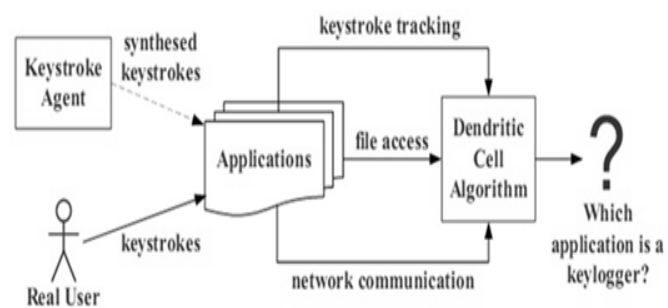 keystroke tracking
synthesed
keystrokes
Keystroke
Agent
Applications
file access
Dendritic
Cell
Algorithm
?
Which
application is a
keylogger?
keystrokes
network communication
Real User